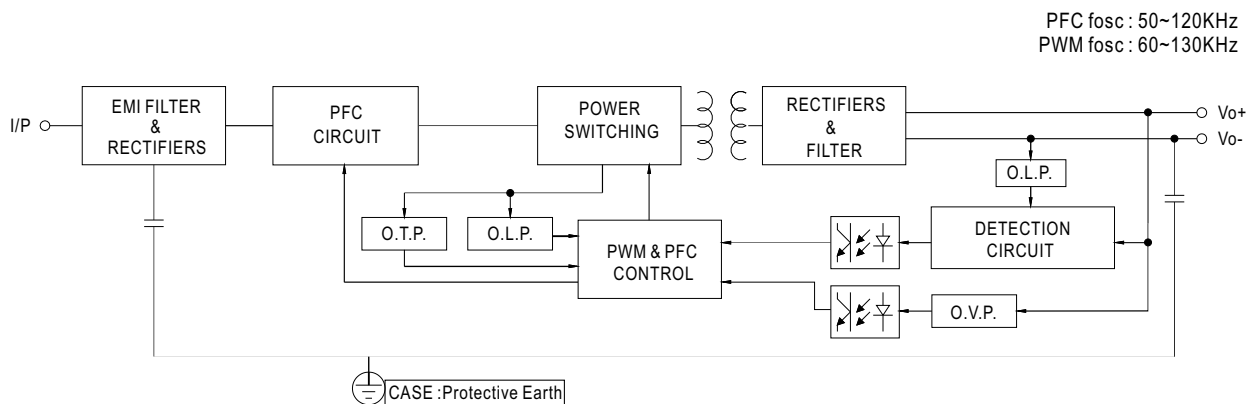 PFC fosc : 50~120KHz
PWM fosc : 60~130KHz
I/P
EMI FILTER
&
RECTIFIERS
PFC
CIRCUIT
POWER
SWITCHING
RECTIFIERS
&
FILTER
Vo+
Vo-
O.L.P.
O.T.P.
O.L.P.
PWM & PFC
CONTROL
DETECTION
CIRCUIT
O.V.P.
CASE :Protective Earth